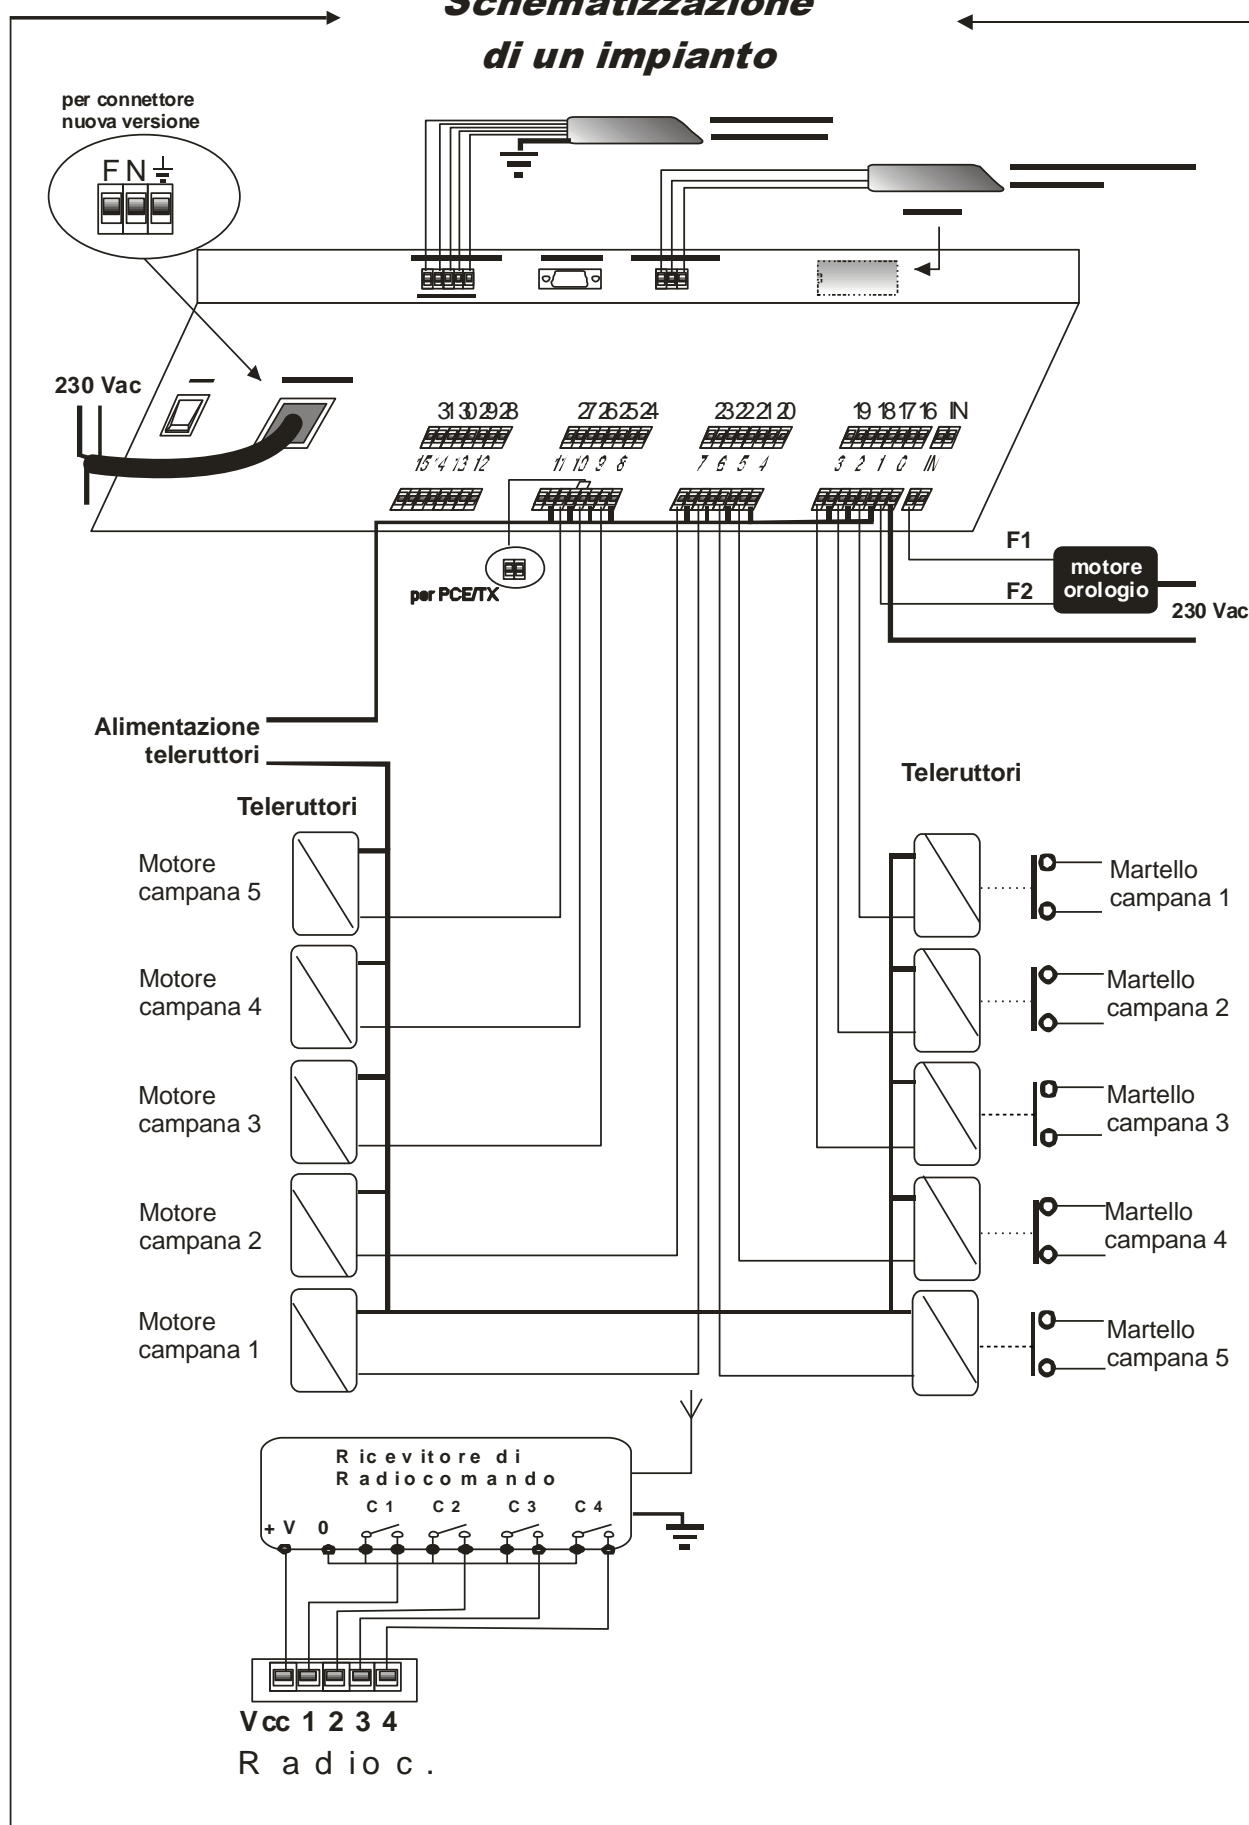 Schematizzazione
di un impianto
per connettore
nuova versione
F N
230 Vac
31 30 29 28 27 26 25 24 23 22 21 20 19 18 17 16 IN
15 14 13 12 11 10 9 8 7 6 5 4 3 2 1 0 IN
per PCE/TX
F1
F2
motore
orologio
230 Vac
Alimentazione
teleruttori
Teleruttori
Teleruttori
Motore
campana 5
Motore
campana 4
Motore
campana 3
Motore
campana 2
Motore
campana 1
Martello
campana 1
Martello
campana 2
Martello
campana 3
Martello
campana 4
Martello
campana 5
Ricevitore di
Radiocomando
C1 C2 C3 C4
+V 0
Vcc 1 2 3 4
Radioc.